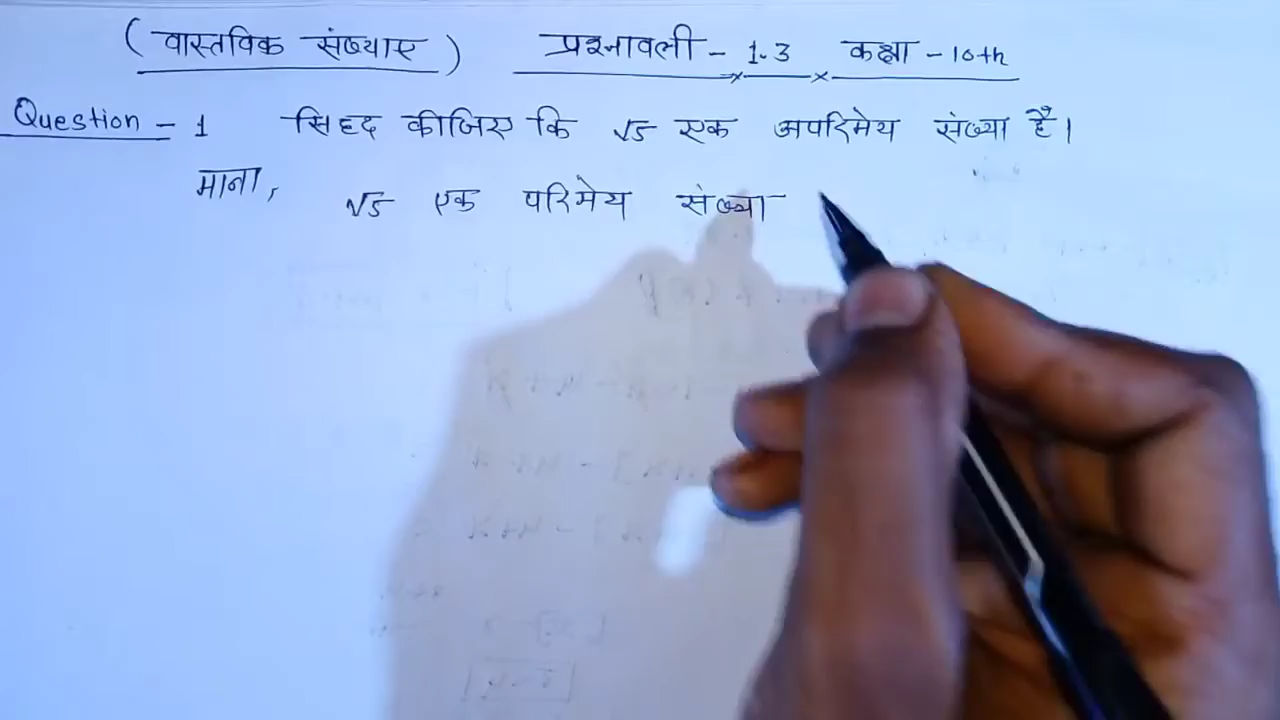 (वास्तविक संख्याए) प्रश्नावली - 1.3 कक्षा - 10th
Question - 1 सिद्द कीजिए कि √5 एक अपरिमेय संख्या है।
माना, √5 एक परिमेय संख्या